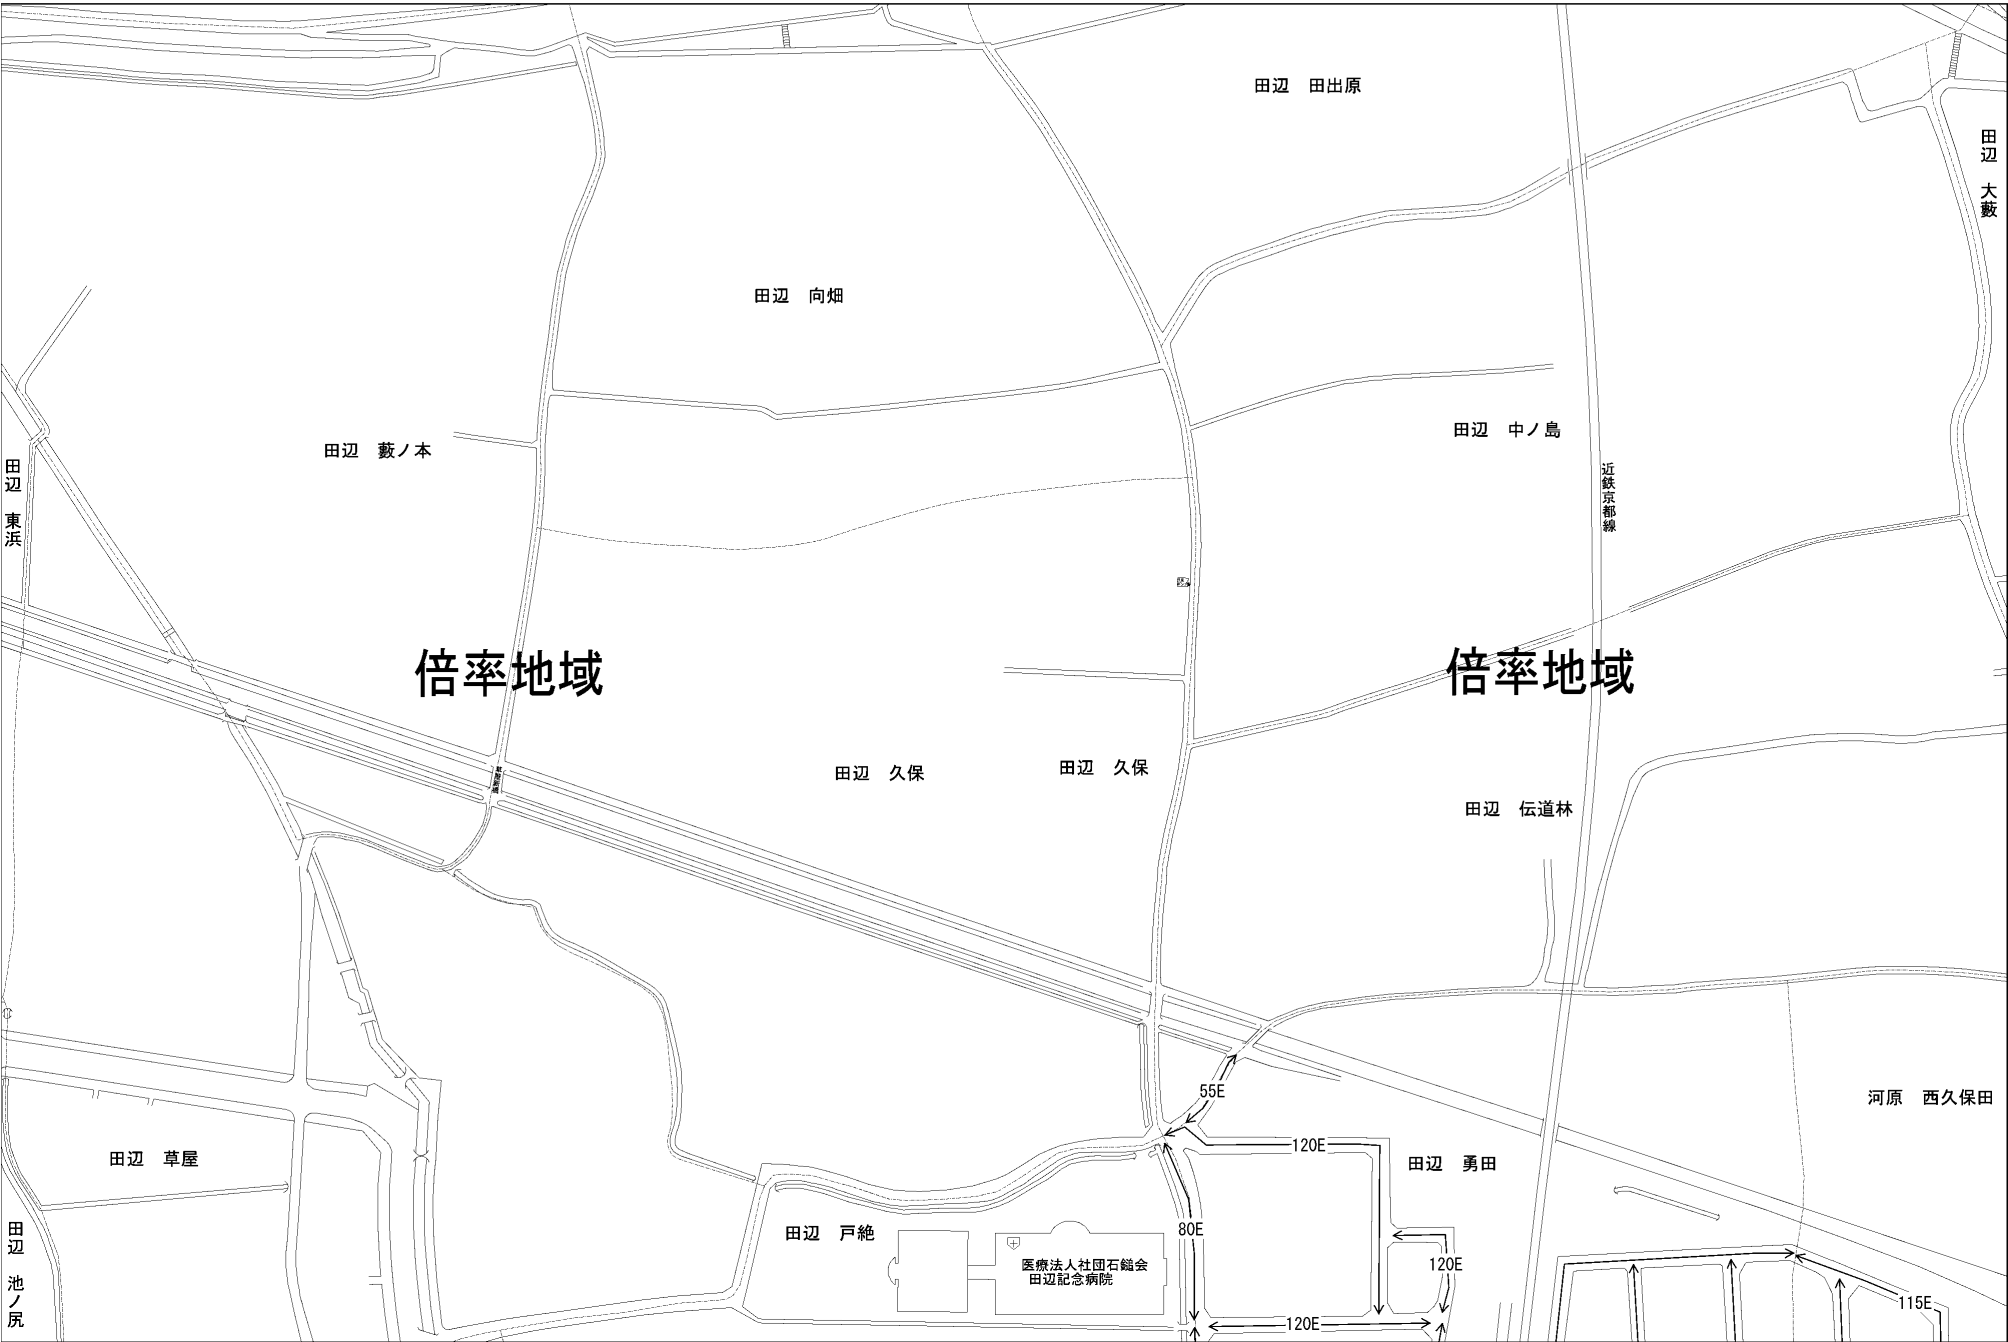 田辺　田出原
田辺　大藪
田辺　向畑
田辺　藪ノ本
田辺　中ノ島
田辺　東浜
近鉄京都線
倍率地域
倍率地域
田辺　久保
田辺　久保
田辺　伝道林
55E
河原　西久保田
120E
田辺　草屋
田辺　勇田
田辺　池ノ尻
田辺　戸絶
80E
医療法人社団石鎚会
田辺記念病院
120E
115E
120E